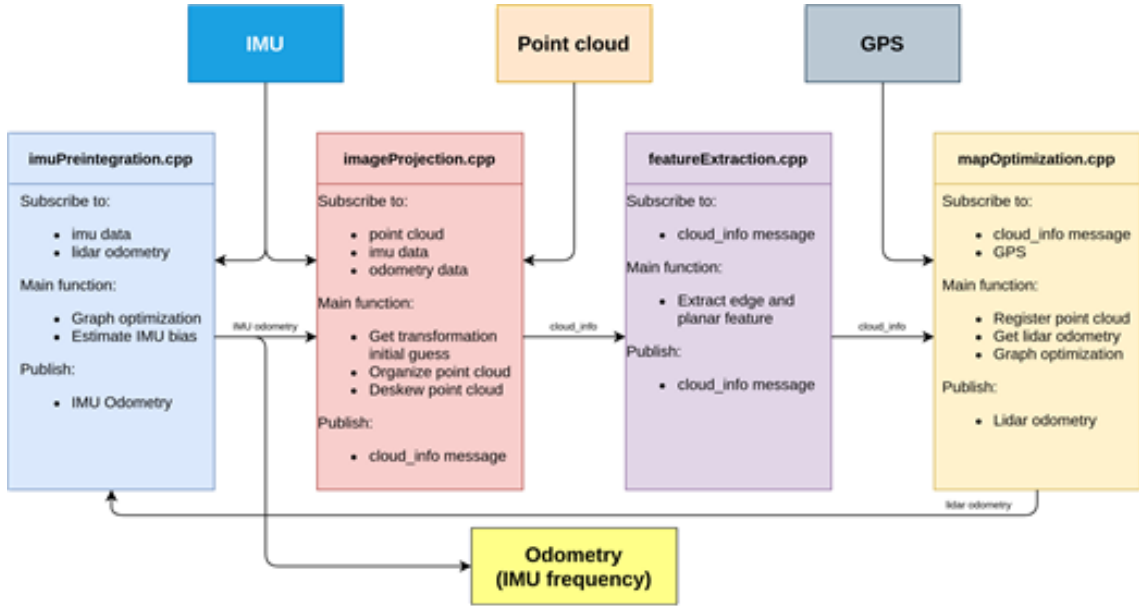 IMU
Point cloud
GPS
imuPreintegration.cpp
Subscribe to:
• imu data
• lidar odometry
Main function:
• Graph optimization
• Estimate IMU bias
Publish:
• IMU Odometry
IMU odometry
imageProjection.cpp
Subscribe to:
• point cloud
• imu data
• odometry data
Main function:
• Get transformation
initial guess
• Organize point cloud
• Deskew point cloud
Publish:
• cloud_info message
cloud_info
featureExtraction.cpp
Subscribe to:
• cloud_info message
Main function:
• Extract edge and
planar feature
Publish:
• cloud_info message
cloud_info
mapOptimization.cpp
Subscribe to:
• cloud_info message
• GPS
Main function:
• Register point cloud
• Get lidar odometry
• Graph optimization
Publish:
• Lidar odometry
lidar odometry
Odometry
(IMU frequency)